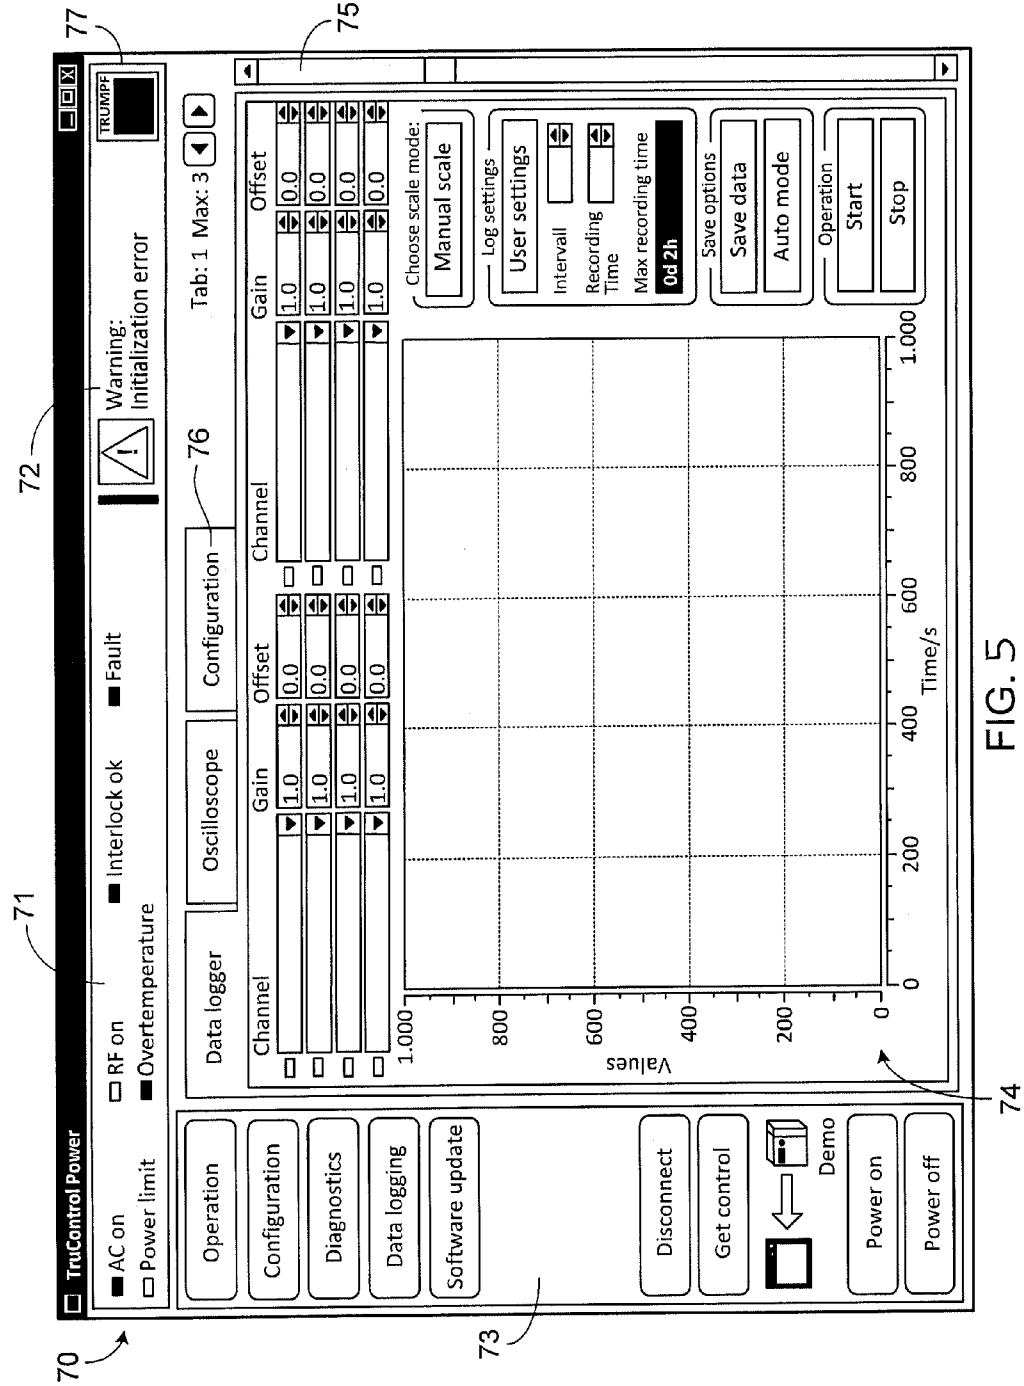 70
71
72
77
TruControl Power
AC on
RF on
Interlock ok
Fault
Power limit
Overtemperature
Warning:
Initialization error
TRUMPF
Operation
Configuration
Diagnostics
Data logging
Software update
Disconnect
Get control
Demo
Power on
Power off
73
Data logger
Oscilloscope
Configuration
76
Tab: 1 Max: 3
75
Channel Gain Offset Channel Gain Offset
1.0 0.0 1.0 0.0
1.0 0.0 1.0 0.0
1.0 0.0 1.0 0.0
1.0 0.0 1.0 0.0
1.000
800
600
400
200
0
Values
0 200 400 600 800 1.000
Time/s
74
Choose scale mode:
Manual scale
Log settings
User settings
Intervall
Recording
Time
Max recording time
0d 2h
Save options
Save data
Auto mode
Operation
Start
Stop
FIG. 5